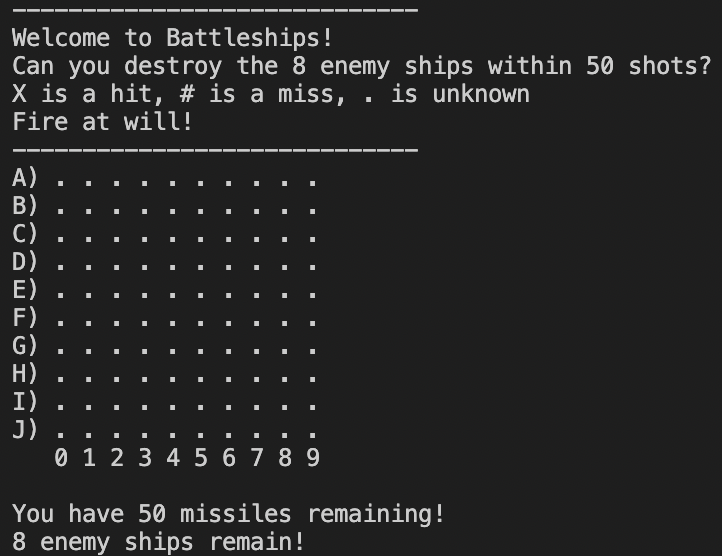 -----------------------------
Welcome to Battleships!
Can you destroy the 8 enemy ships within 50 shots?
X is a hit, # is a miss, . is unknown
Fire at will!
-----------------------------
A) . . . . . . . . . .
B) . . . . . . . . . .
C) . . . . . . . . . .
D) . . . . . . . . . .
E) . . . . . . . . . .
F) . . . . . . . . . .
G) . . . . . . . . . .
H) . . . . . . . . . .
I) . . . . . . . . . .
J) . . . . . . . . . .
   0 1 2 3 4 5 6 7 8 9
You have 50 missiles remaining!
8 enemy ships remain!